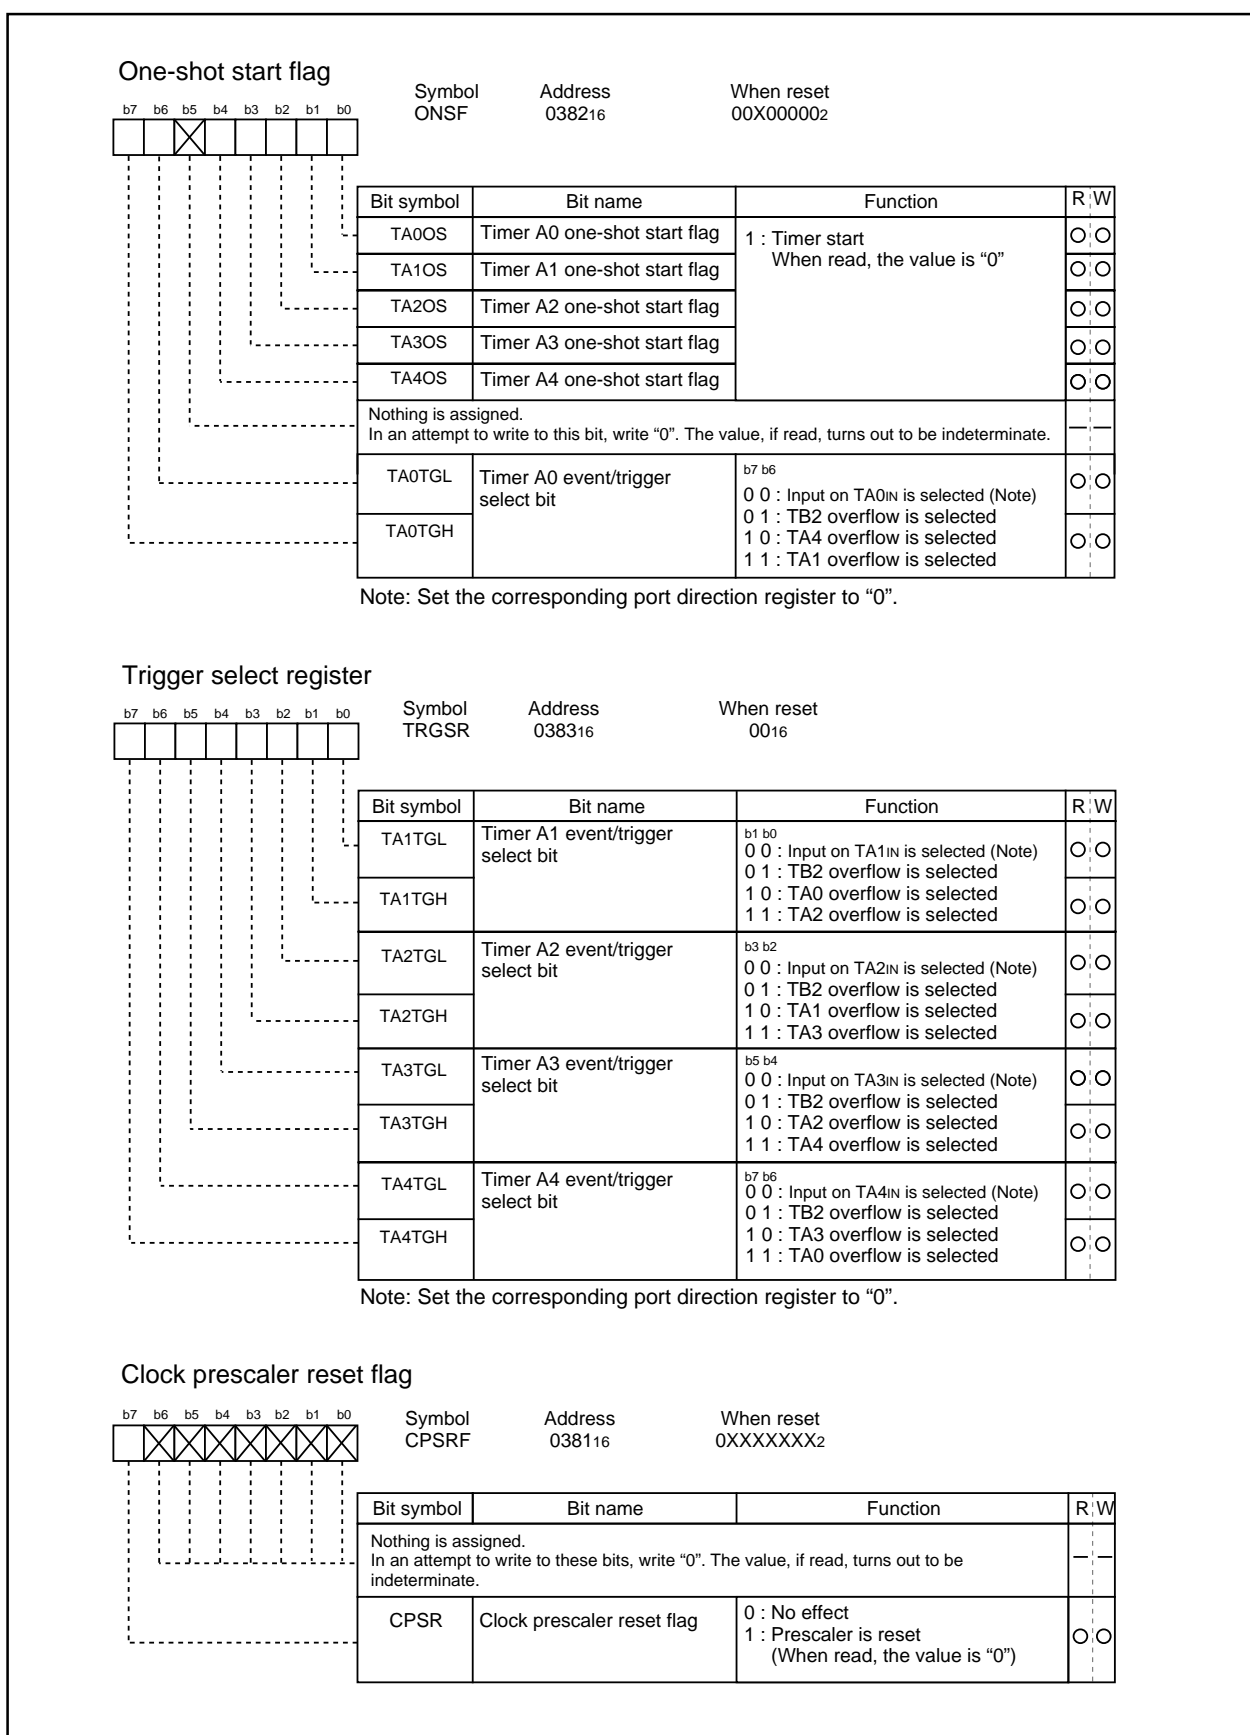 One-shot start flag
Symbol Address When reset
ONSF 038216 00X000002
b7 b6 b5 b4 b3 b2 b1 b0
Bit symbol Bit name Function R W
TA0OS Timer A0 one-shot start flag 1 : Timer start
When read, the value is “0”
TA1OS Timer A1 one-shot start flag
TA2OS Timer A2 one-shot start flag
TA3OS Timer A3 one-shot start flag
TA4OS Timer A4 one-shot start flag
Nothing is assigned.
In an attempt to write to this bit, write “0”. The value, if read, turns out to be indeterminate.
TA0TGL Timer A0 event/trigger b7 b6
select bit 0 0 : Input on TA0IN is selected (Note)
0 1 : TB2 overflow is selected
TA0TGH 1 0 : TA4 overflow is selected
1 1 : TA1 overflow is selected
Note: Set the corresponding port direction register to “0”.
Trigger select register
Symbol Address When reset
TRGSR 038316 0016
b7 b6 b5 b4 b3 b2 b1 b0
Bit symbol Bit name Function R W
TA1TGL Timer A1 event/trigger b1 b0
select bit 0 0 : Input on TA1IN is selected (Note)
0 1 : TB2 overflow is selected
TA1TGH 1 0 : TA0 overflow is selected
1 1 : TA2 overflow is selected
TA2TGL Timer A2 event/trigger b3 b2
select bit 0 0 : Input on TA2IN is selected (Note)
0 1 : TB2 overflow is selected
TA2TGH 1 0 : TA1 overflow is selected
1 1 : TA3 overflow is selected
TA3TGL Timer A3 event/trigger b5 b4
select bit 0 0 : Input on TA3IN is selected (Note)
0 1 : TB2 overflow is selected
TA3TGH 1 0 : TA2 overflow is selected
1 1 : TA4 overflow is selected
TA4TGL Timer A4 event/trigger b7 b6
select bit 0 0 : Input on TA4IN is selected (Note)
0 1 : TB2 overflow is selected
TA4TGH 1 0 : TA3 overflow is selected
1 1 : TA0 overflow is selected
Note: Set the corresponding port direction register to “0”.
Clock prescaler reset flag
Symbol Address When reset
CPSRF 038116 0XXXXXXX2
b7 b6 b5 b4 b3 b2 b1 b0
Bit symbol Bit name Function R W
Nothing is assigned.
In an attempt to write to these bits, write “0”. The value, if read, turns out to be
indeterminate.
CPSR Clock prescaler reset flag 0 : No effect
1 : Prescaler is reset
(When read, the value is “0”)